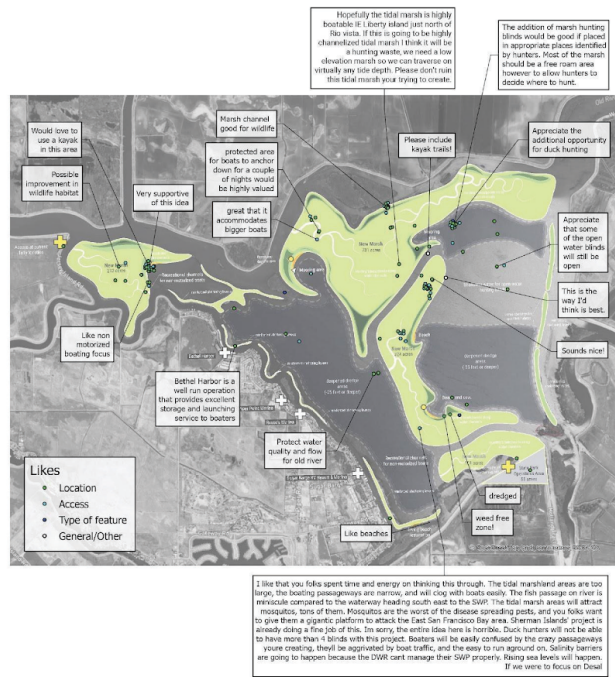 Hopefully the tidal marsh is highly
boatable IE Liberty island just north of
Rio vista. If this is going to be highly
channelized tidal marsh I think it will be
a hunting waste, we need a low
elevation marsh so we can traverse on
virtually any tide depth. Please don't ruin
this tidal marsh your trying to create.
The addition of marsh hunting
blinds would be good if placed
in appropriate places identified
by hunters. Most of the marsh
should be a free roam area
however to allow hunters to
decide where to hunt.
Marsh channel
good for wildlife
Would love to
use a kayak
in this area
protected area
for boats to anchor
down for a couple
of nights would
be highly valued
Please include
kayak trails!
Appreciate the
additional opportunity
for duck hunting
Possible
improvement in
wildlife habitat
Very supportive
of this idea
great that it
accommodates
bigger boats
Appreciate
that some
of the open
water blinds
will still be
open
This is the
way I'd
think is best.
Sounds nice!
Like non
motorized
boating focus
New Marsh
New Marsh
Beach
Bethel Harbor
Bethel Harbor is a
well run operation
that provides excellent
storage and launching
service to boaters
Protect water
quality and flow
for old river
dredged
weed free
zone!
Like beaches
Likes
Location
Access
Type of feature
General/Other
I like that you folks spent time and energy on thinking this through. The tidal marshland areas are too
large, the boating passageways are narrow, and will clog with boats easily. The fish passage on river is
miniscule compared to the waterway heading south east to the SWP. The tidal marsh areas will attract
mosquitos, tons of them. Mosquitos are the worst of the disease spreading pests, and you folks want
to give them a gigantic platform to attack the East San Francisco Bay area. Sherman Islands' project is
already doing a fine job of this. Im sorry, the entire idea here is horrible. Duck hunters will not be able
to have more than 4 blinds with this project. Boaters will be easily confused by the crazy passageways
youre creating, theyll be aggrivated by boat traffic, and the easy to run aground on. Salinity barriers
are going to happen because the DWR cant manage their SWP properly. Rising sea levels will happen.
If we were to focus on Desal